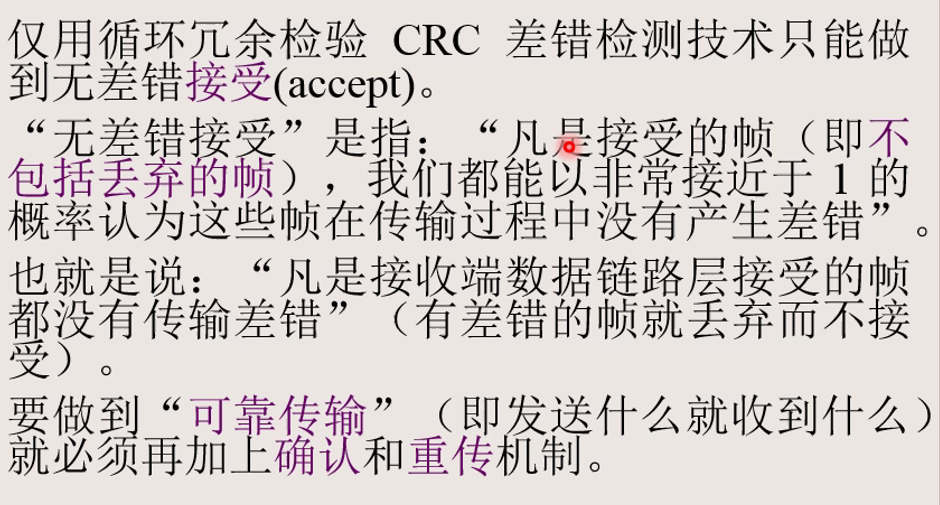 仅用循环冗余检验 CRC 差错检测技术只能做
到无差错接受(accept)。
“无差错接受”是指：“凡是接受的帧（即不
包括丢弃的帧），我们都能以非常接近于 1 的
概率认为这些帧在传输过程中没有产生差错”。
也就是说：“凡是接收端数据链路层接受的帧
都没有传输差错”（有差错的帧就丢弃而不接
受）。
要做到“可靠传输”（即发送什么就收到什么）
就必须再加上确认和重传机制。